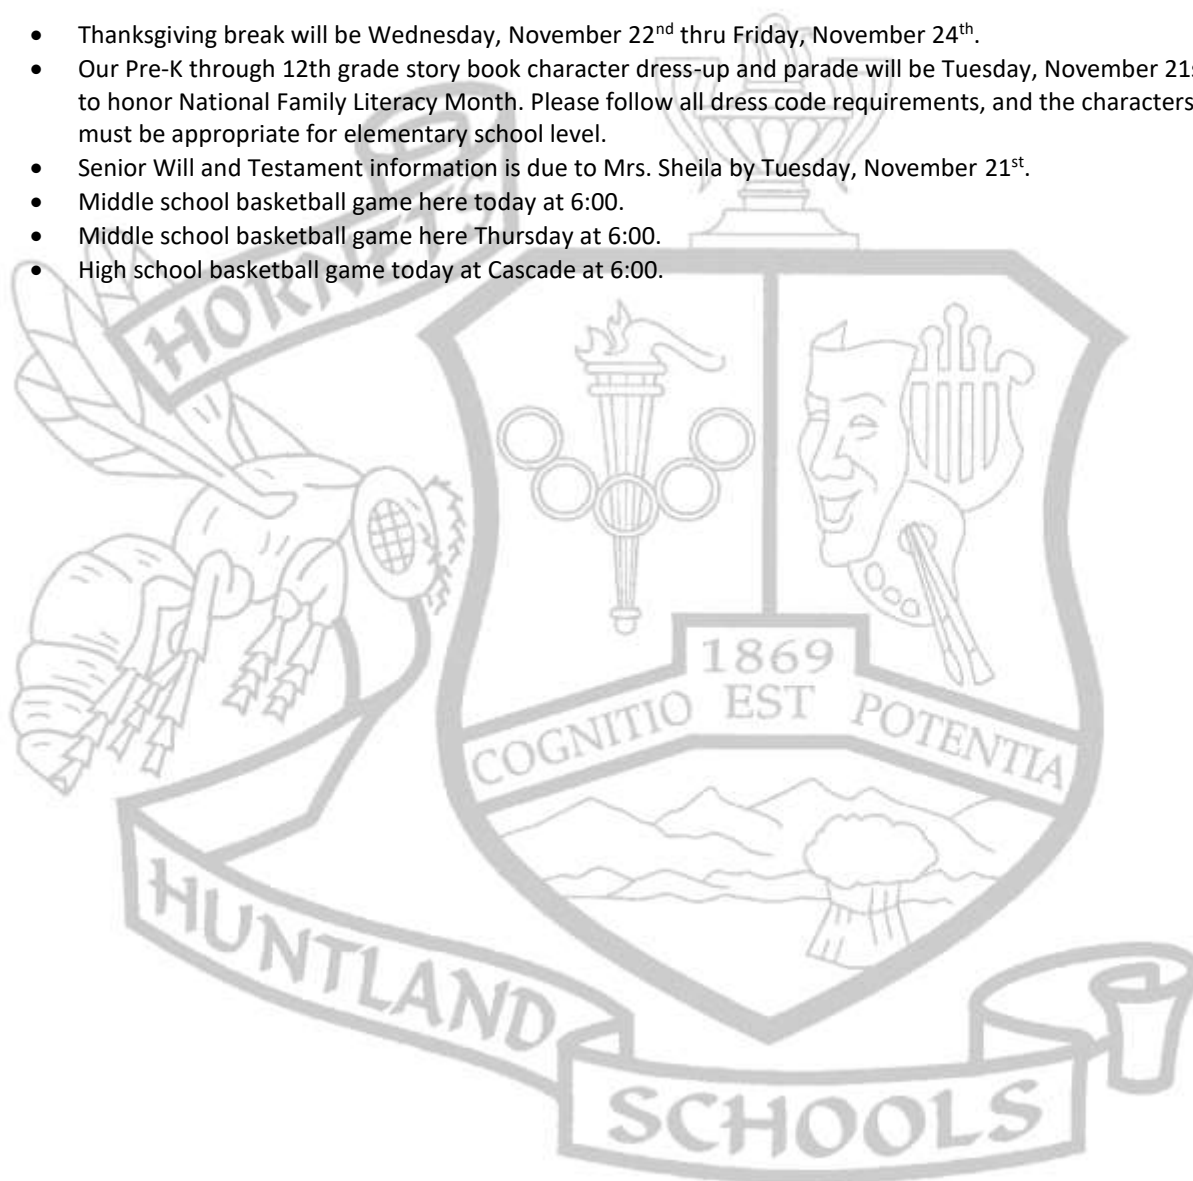 • Thanksgiving break will be Wednesday, November 22nd thru Friday, November 24th.
• Our Pre-K through 12th grade story book character dress-up and parade will be Tuesday, November 21s
to honor National Family Literacy Month. Please follow all dress code requirements, and the characters
must be appropriate for elementary school level.
• Senior Will and Testament information is due to Mrs. Sheila by Tuesday, November 21st.
• Middle school basketball game here today at 6:00.
• Middle school basketball game here Thursday at 6:00.
• High school basketball game today at Cascade at 6:00.
HORNETS
1869
COGNITIO EST POTENTIA
HUNTLAND
SCHOOLS